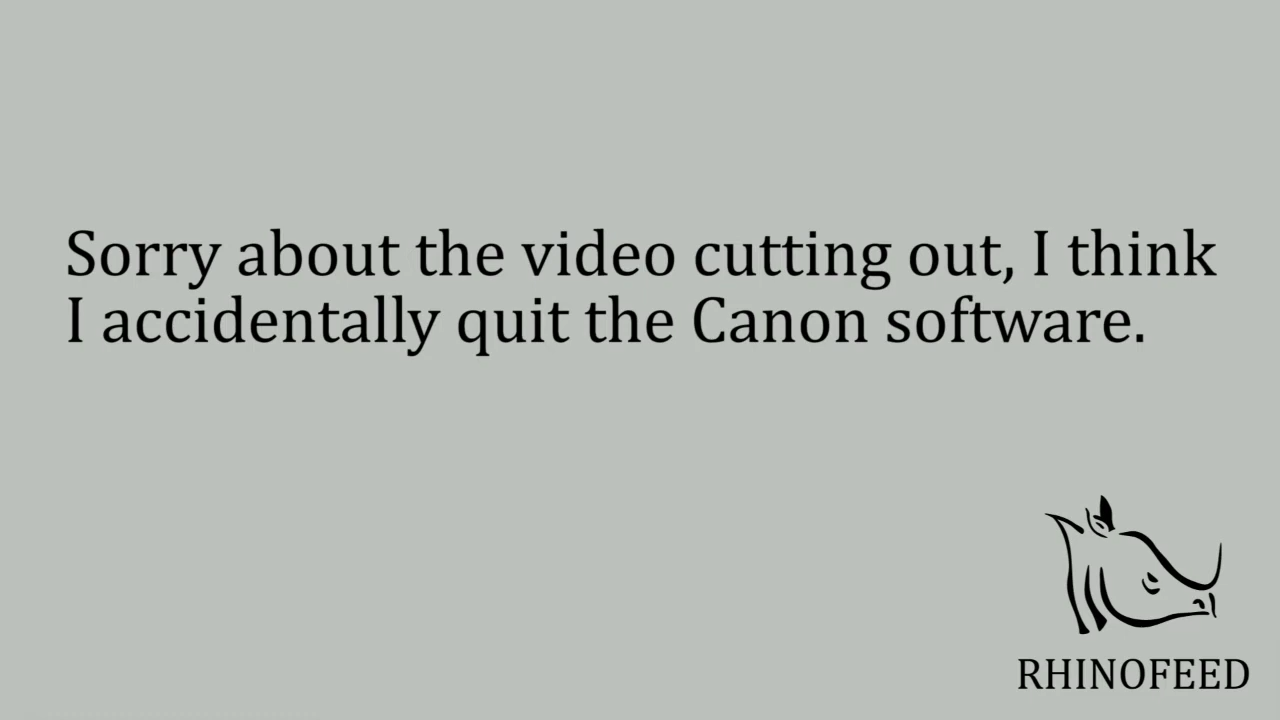 Sorry about the video cutting out, I think
I accidentally quit the Canon software.
RHINOFEED